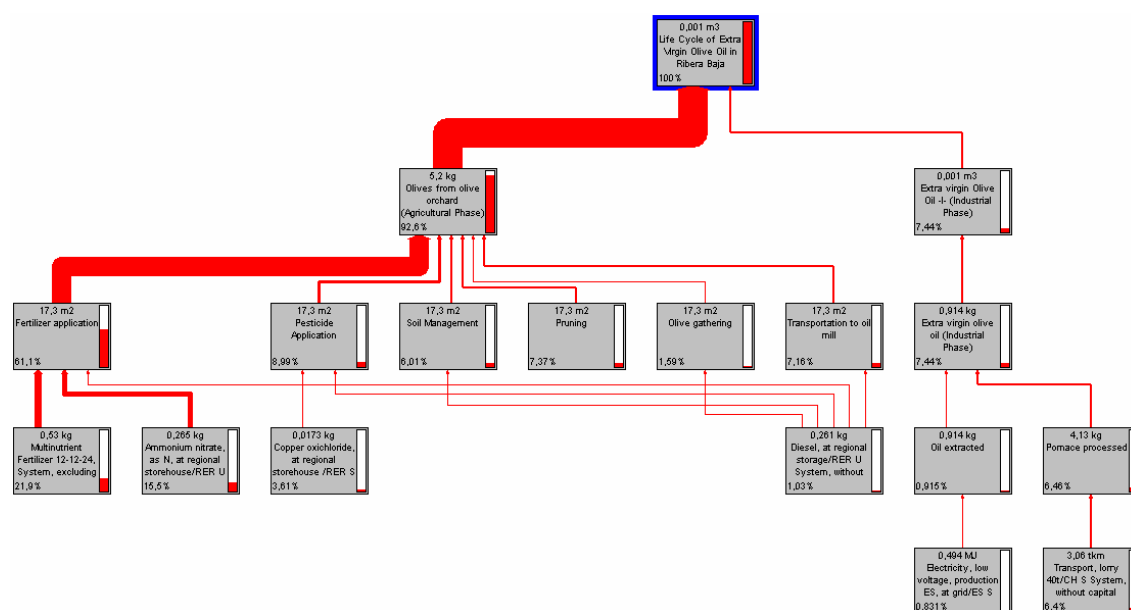 0,001 m3
Life Cycle of Extra
Virgin Olive Oil in
Ribera Baja
100%
5,2 kg
Olives from olive
orchard
(Agricultural Phase)
92,6%
0,001 m3
Extra virgin Olive
Oil -I- (Industrial
Phase)
7,44%
17,3 m2
Fertilizer application
61,1%
17,3 m2
Pesticide
Application
8,99%
17,3 m2
Soil Management
6,01%
17,3 m2
Pruning
7,37%
17,3 m2
Olive gathering
1,59%
17,3 m2
Transportation to oil
mill
7,16%
0,914 kg
Extra virgin olive
oil (Industrial
Phase)
7,44%
0,53 kg
Multinutrient
Fertilizer 12-12-24,
System, excluding
21,9%
0,265 kg
Ammonium nitrate,
as N, at regional
storehouse/RER U
15,5%
0,0173 kg
Copper oxichloride,
at regional
storehouse /RER S
3,61%
0,261 kg
Diesel, at regional
storage/RER U
System, without
1,03%
0,914 kg
Oil extracted
0,915%
4,13 kg
Pomace processed
6,46%
0,494 MJ
Electricity, low
voltage, production
ES, at grid/ES S
0,831%
3,06 tkm
Transport, lorry
40t/CH S System,
without capital
6,4%